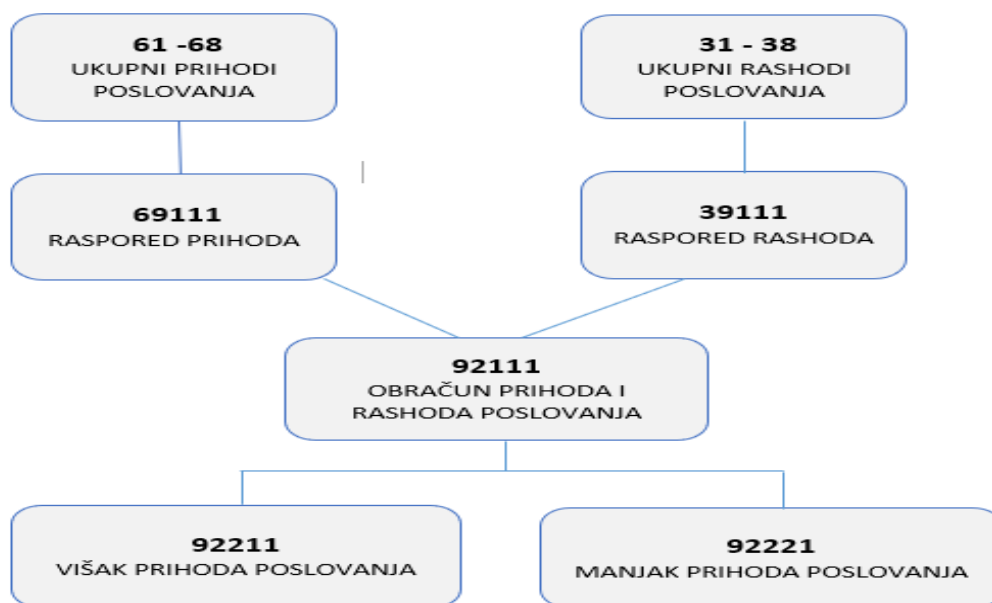 61 -68
UKUPNI PRIHODI
POSLOVANJA
31 - 38
UKUPNI RASHODI
POSLOVANJA
69111
RASPORED PRIHODA
39111
RASPORED RASHODA
92111
OBRAČUN PRIHODA I
RASHODA POSLOVANJA
92211
VIŠAK PRIHODA POSLOVANJA
92221
MANJAK PRIHODA POSLOVANJA